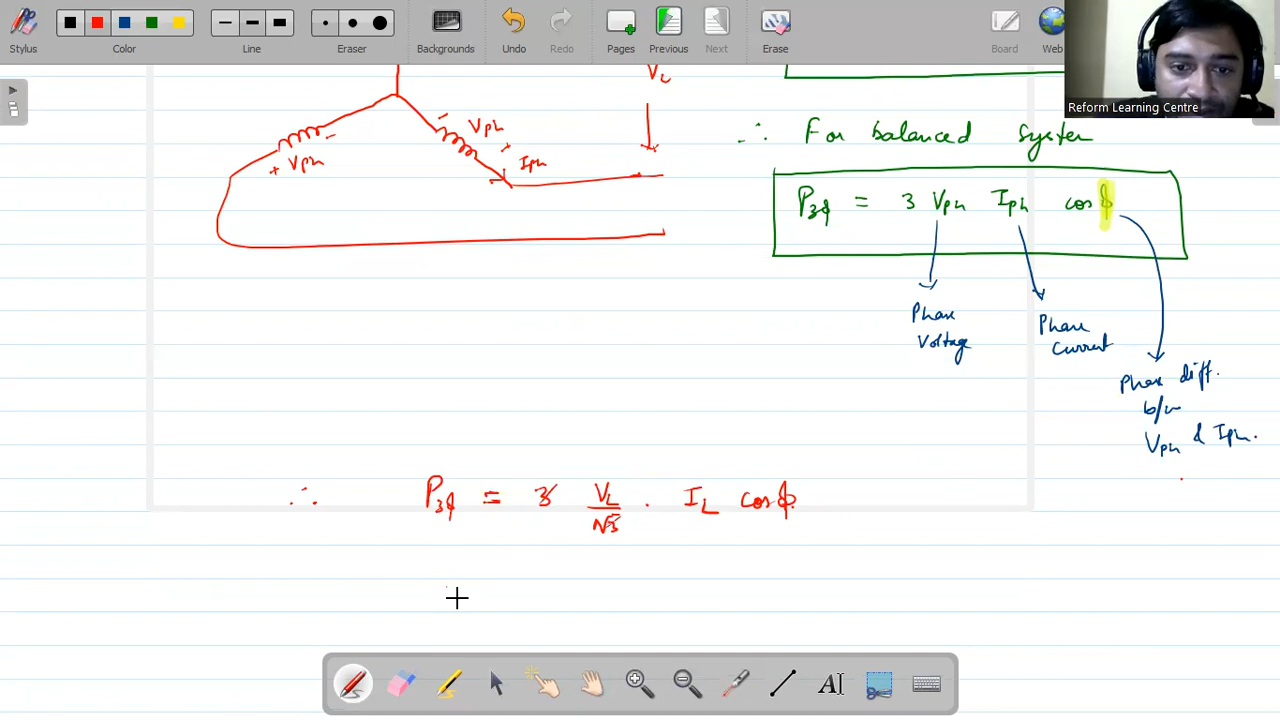 Stylus
Color
Line
Eraser
Backgrounds
Undo
Redo
Pages
Previous
Next
Erase
Board
Web
Reform Learning Centre
VL
- Vph +
Iph
+ Vph -
∴ For balanced system
P3φ = 3 Vph Iph cosφ
Phase Voltage
Phase Current
Phase diff.
b/w
Vph & Iph.
∴ P3φ = 3 VL/√3 . IL cosφ.